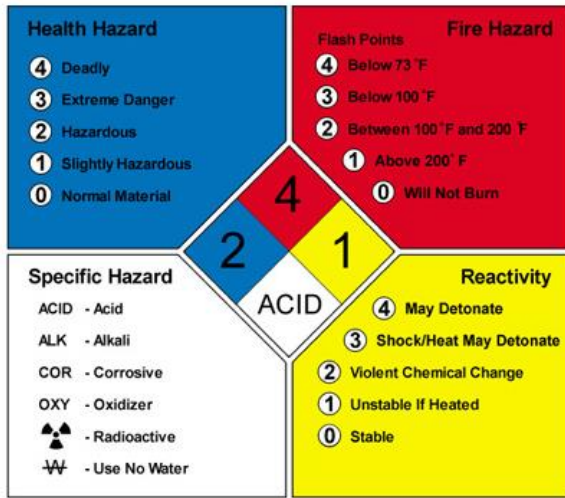 Health Hazard
4 Deadly
3 Extreme Danger
2 Hazardous
1 Slightly Hazardous
0 Normal Material
Fire Hazard
Flash Points
4 Below 73°F
3 Below 100°F
2 Between 100°F and 200°F
1 Above 200°F
0 Will Not Burn
4
2
1
ACID
Specific Hazard
ACID - Acid
ALK - Alkali
COR - Corrosive
OXY - Oxidizer
- Radioactive
W - Use No Water
Reactivity
4 May Detonate
3 Shock/Heat May Detonate
2 Violent Chemical Change
1 Unstable If Heated
0 Stable